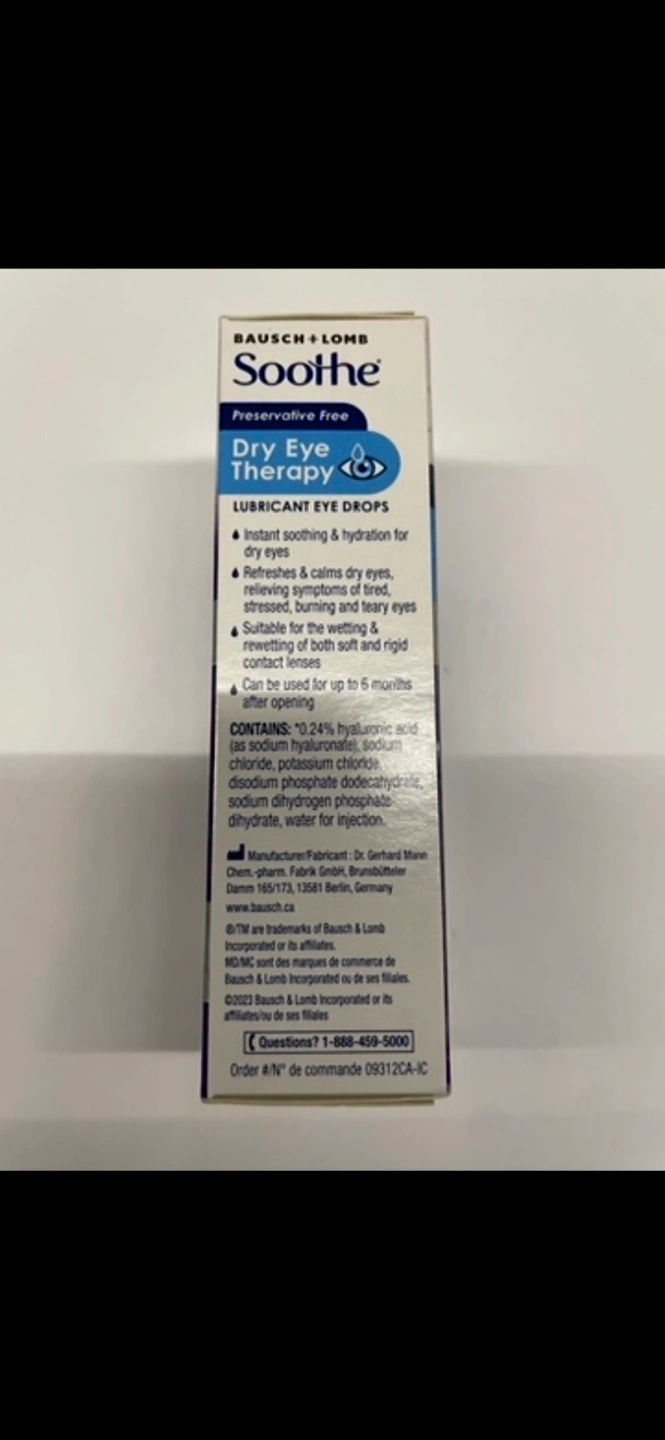 BAUSCH + LOMB
Soothe®
Preservative Free
Dry Eye
Therapy
LUBRICANT EYE DROPS
Instant soothing & hydration for
dry eyes
Refreshes & calms dry eyes,
relieving symptoms of tired,
stressed, burning and teary eyes
Suitable for the wetting &
rewetting of both soft and rigid
contact lenses
Can be used for up to 6 months
after opening
CONTAINS: *0.24% hyaluronic acid
(as sodium hyaluronate), sodium
chloride, potassium chloride,
disodium phosphate dodecahydrate,
sodium dihydrogen phosphate
dihydrate, water for injection.
Manufacturer/Fabricant : Dr. Gerhard Mann
Chem.-pharm. Fabrik GmbH, Brunsbütteler
Damm 165/173, 13581 Berlin, Germany
www.bausch.ca
®/TM are trademarks of Bausch & Lomb
Incorporated or its affiliates.
MD/MC sont des marques de commerce de
Bausch & Lomb Incorporated ou de ses filiales.
©2023 Bausch & Lomb Incorporated or its
affiliates/ou de ses filiales
Questions? 1-888-459-5000
Order #/N° de commande 09312CA-IC